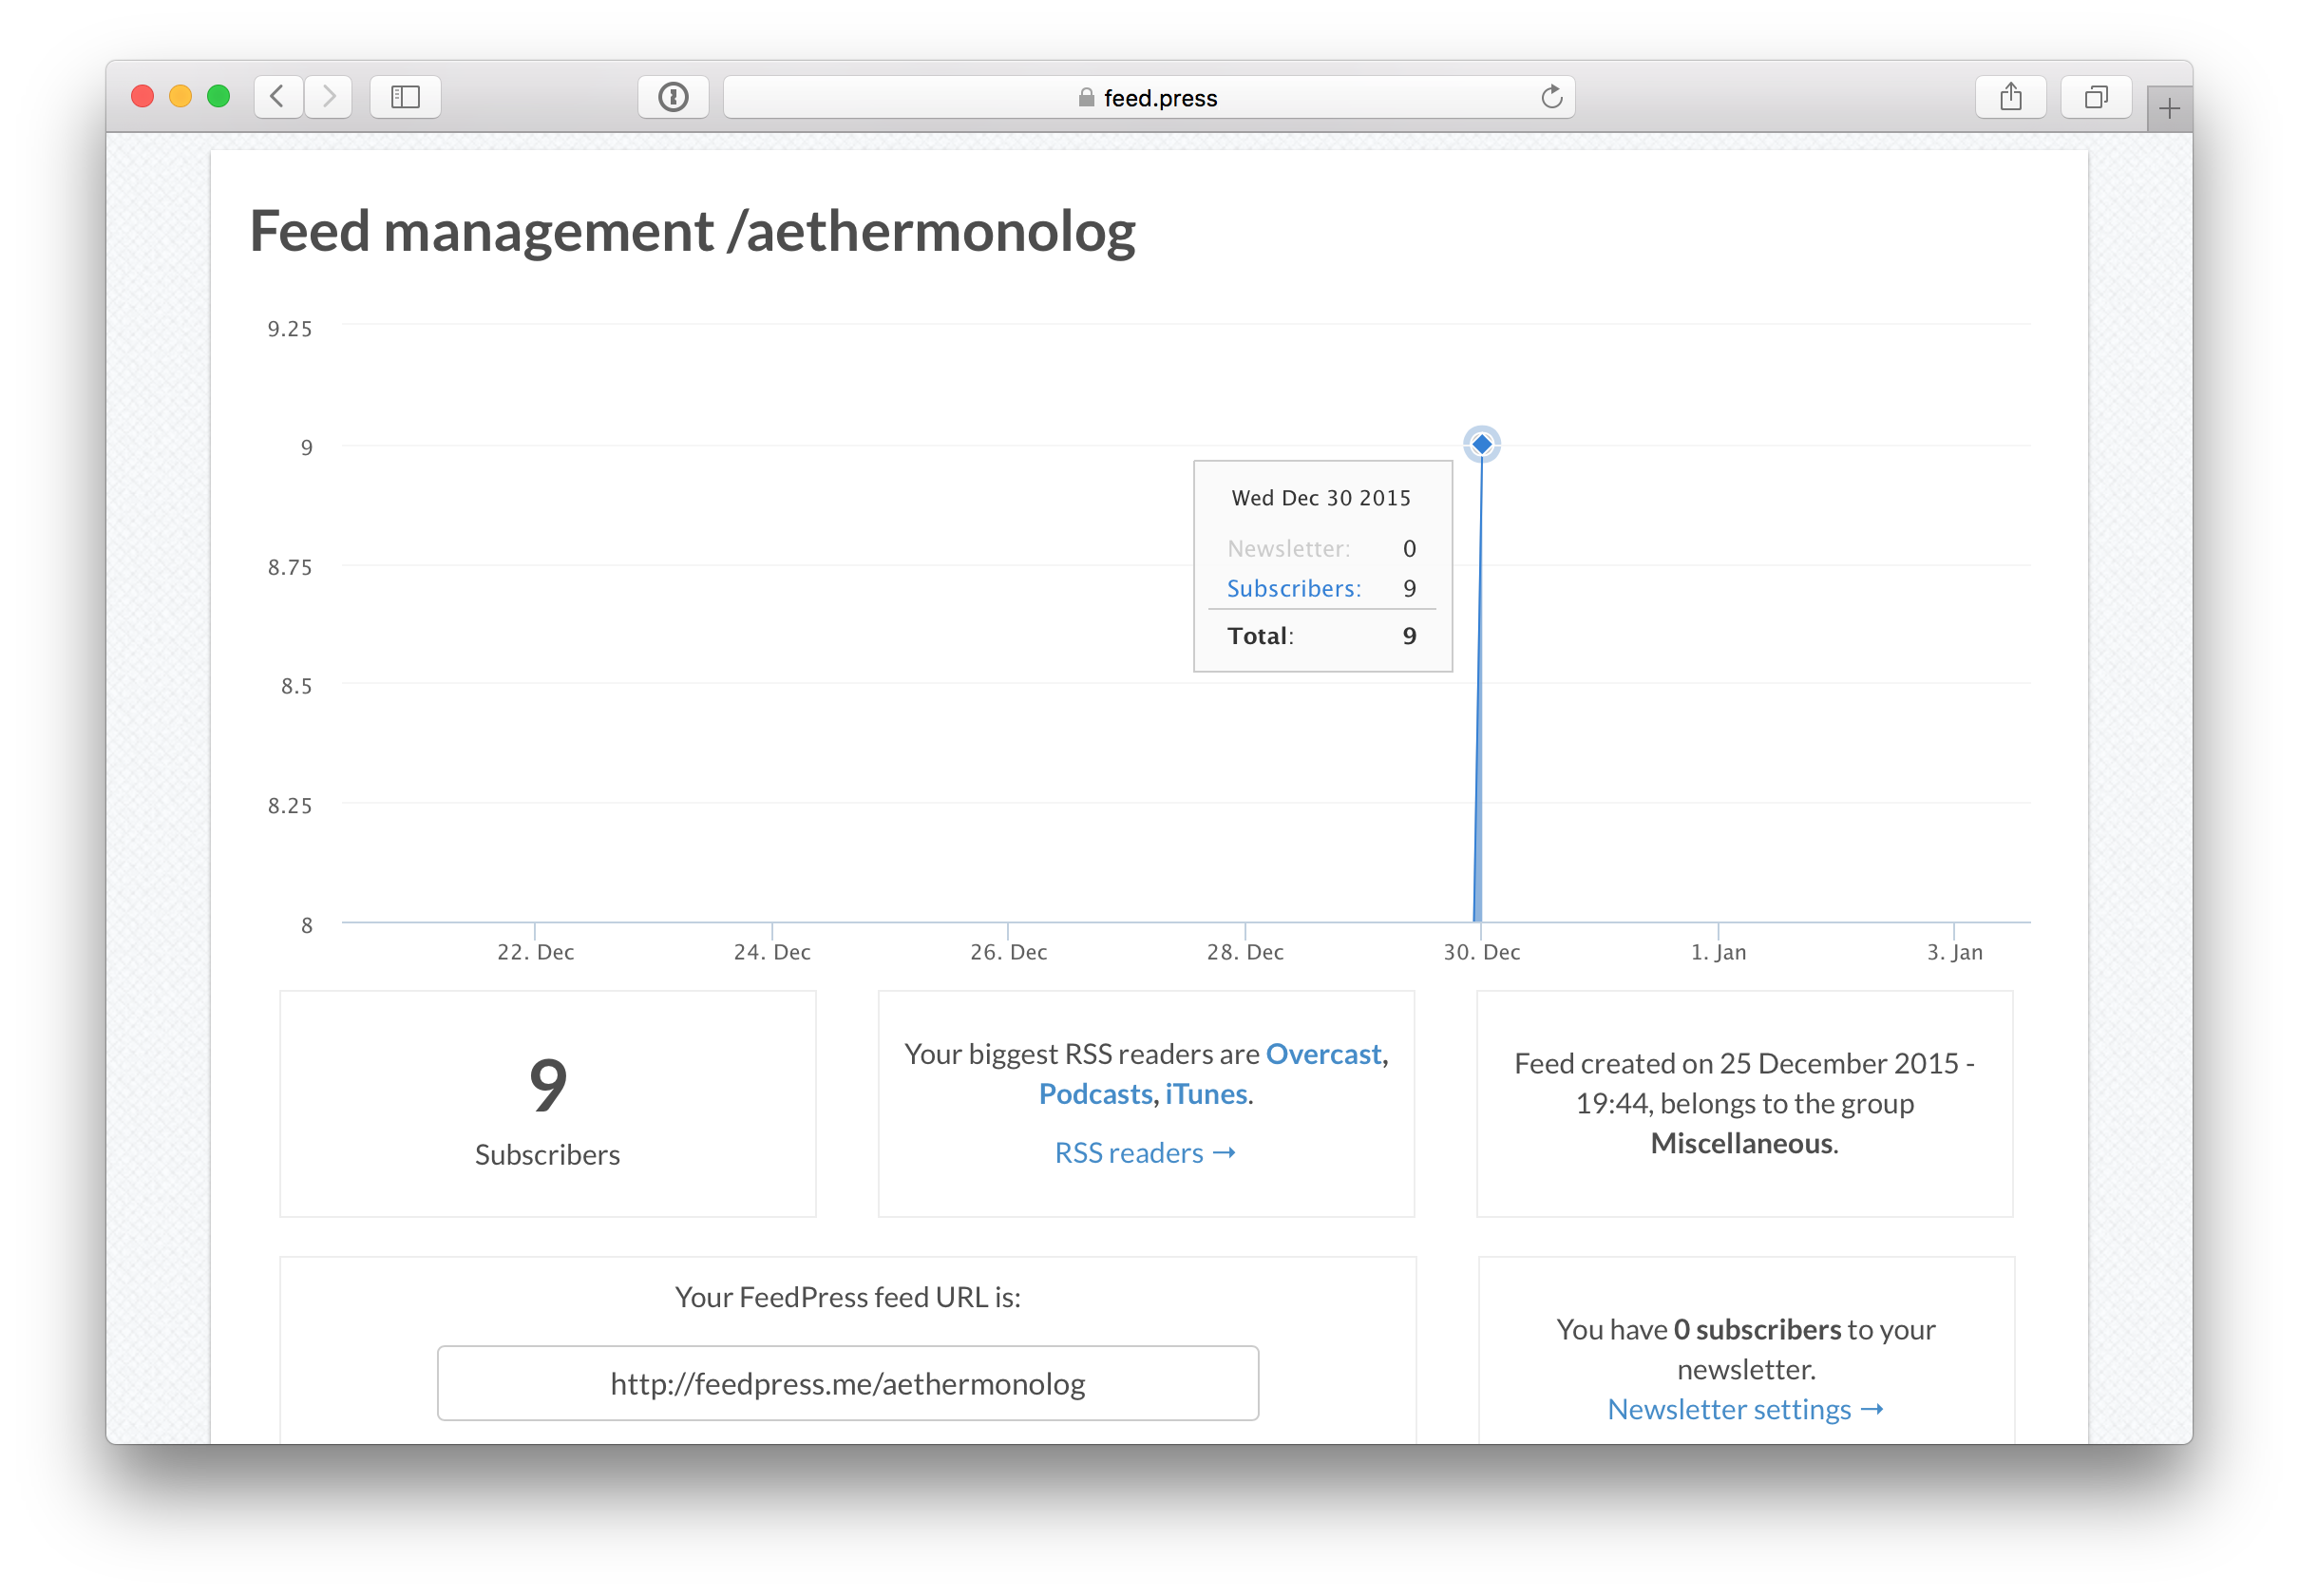 feed.press
Feed management /aethermonolog
9.25
9
8.75
8.5
8.25
8
Wed Dec 30 2015
Newsletter: 0
Subscribers: 9
Total: 9
22. Dec
24. Dec
26. Dec
28. Dec
30. Dec
1. Jan
3. Jan
9
Subscribers
Your biggest RSS readers are Overcast,
Podcasts, iTunes.
RSS readers →
Feed created on 25 December 2015 -
19:44, belongs to the group
Miscellaneous.
Your FeedPress feed URL is:
http://feedpress.me/aethermonolog
You have 0 subscribers to your
newsletter.
Newsletter settings →